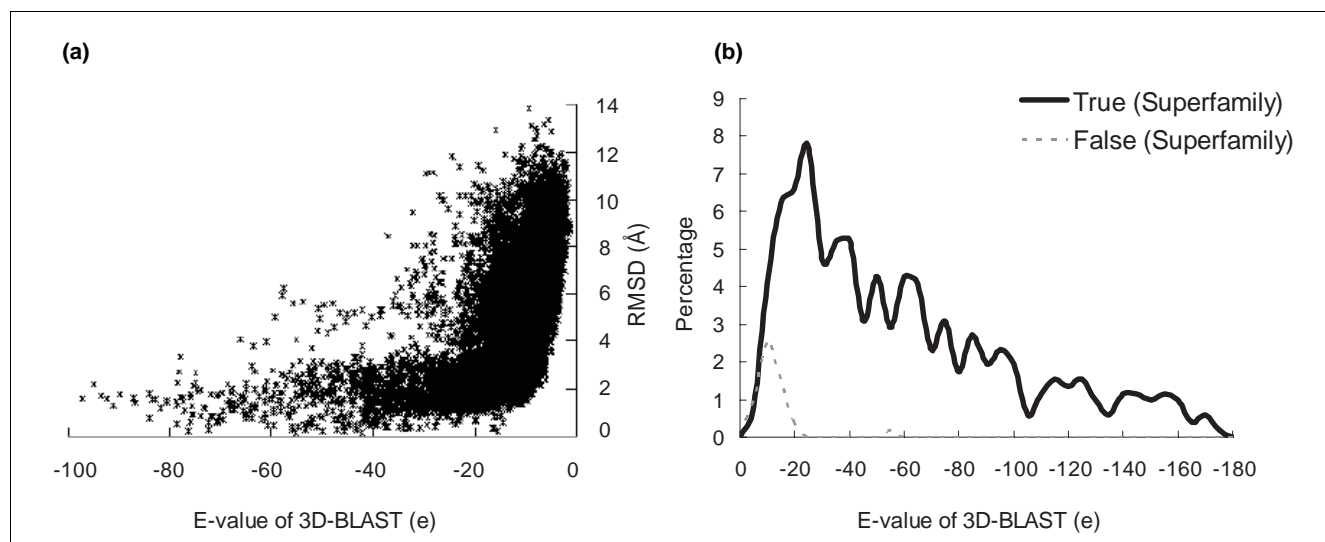 (a)
14
12
10
8
6
4
2
0
RMSD (Å)
-100 -80 -60 -40 -20 0
E-value of 3D-BLAST (e)
(b)
True (Superfamily)
False (Superfamily)
9
8
7
6
5
4
3
2
1
0
Percentage
0 -20 -40 -60 -80 -100 -120 -140 -160 -180
E-value of 3D-BLAST (e)